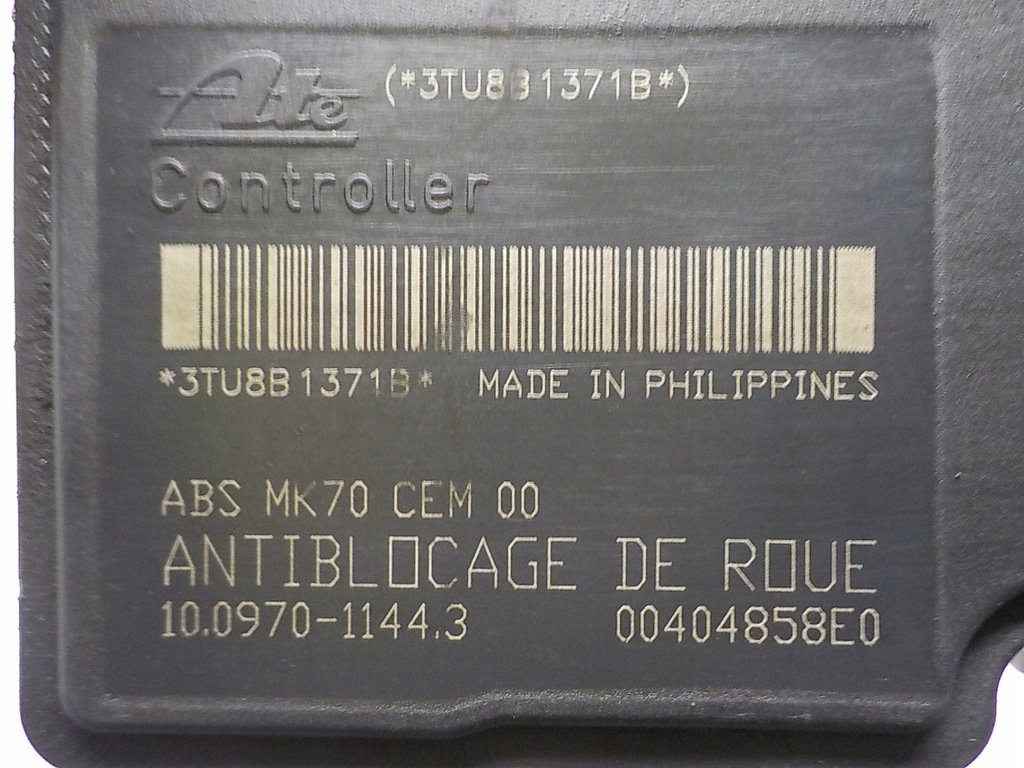 Ate (*3TU8B1371B*)
Controller
*3TU8B1371B* MADE IN PHILIPPINES
ABS MK70 CEM 00
ANTIBLOCAGE DE ROUE
10.0970-1144.3 00404858E0